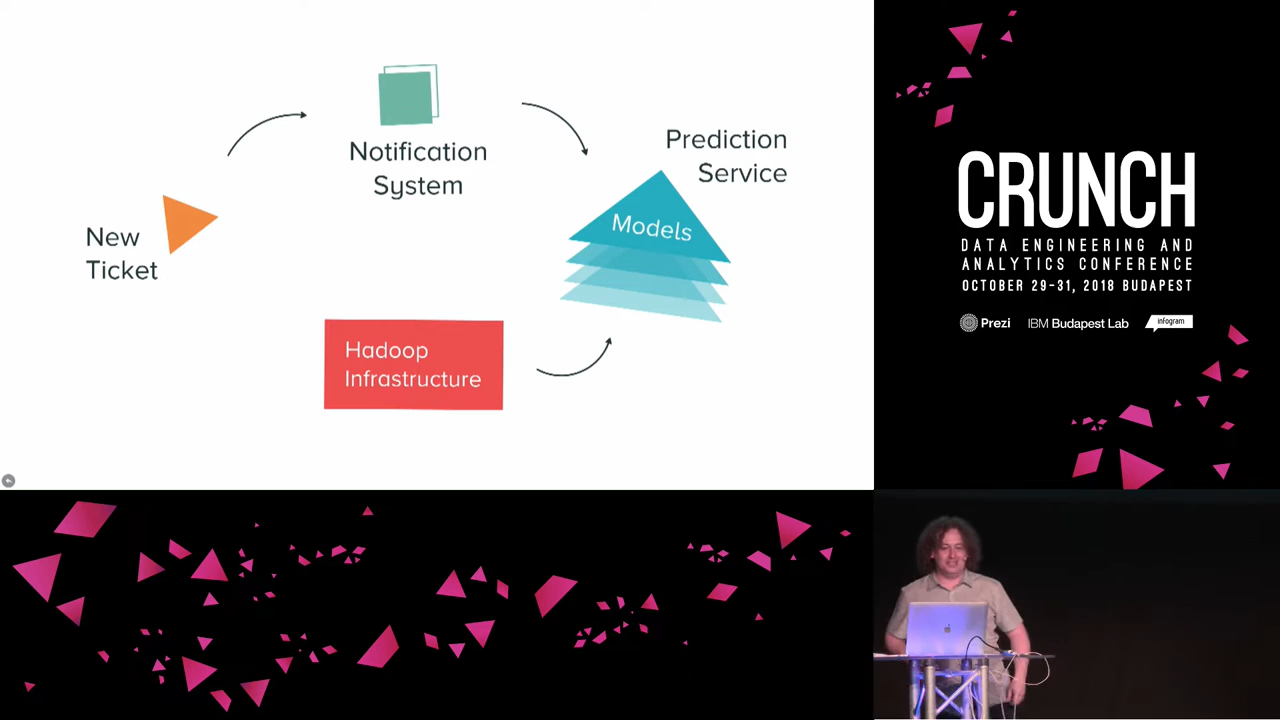 New
Ticket
Notification
System
Prediction
Service
Models
Hadoop
Infrastructure
CRUNCH
DATA ENGINEERING AND
ANALYTICS CONFERENCE
OCTOBER 29-31, 2018 BUDAPEST
Prezi
IBM Budapest Lab
infogram